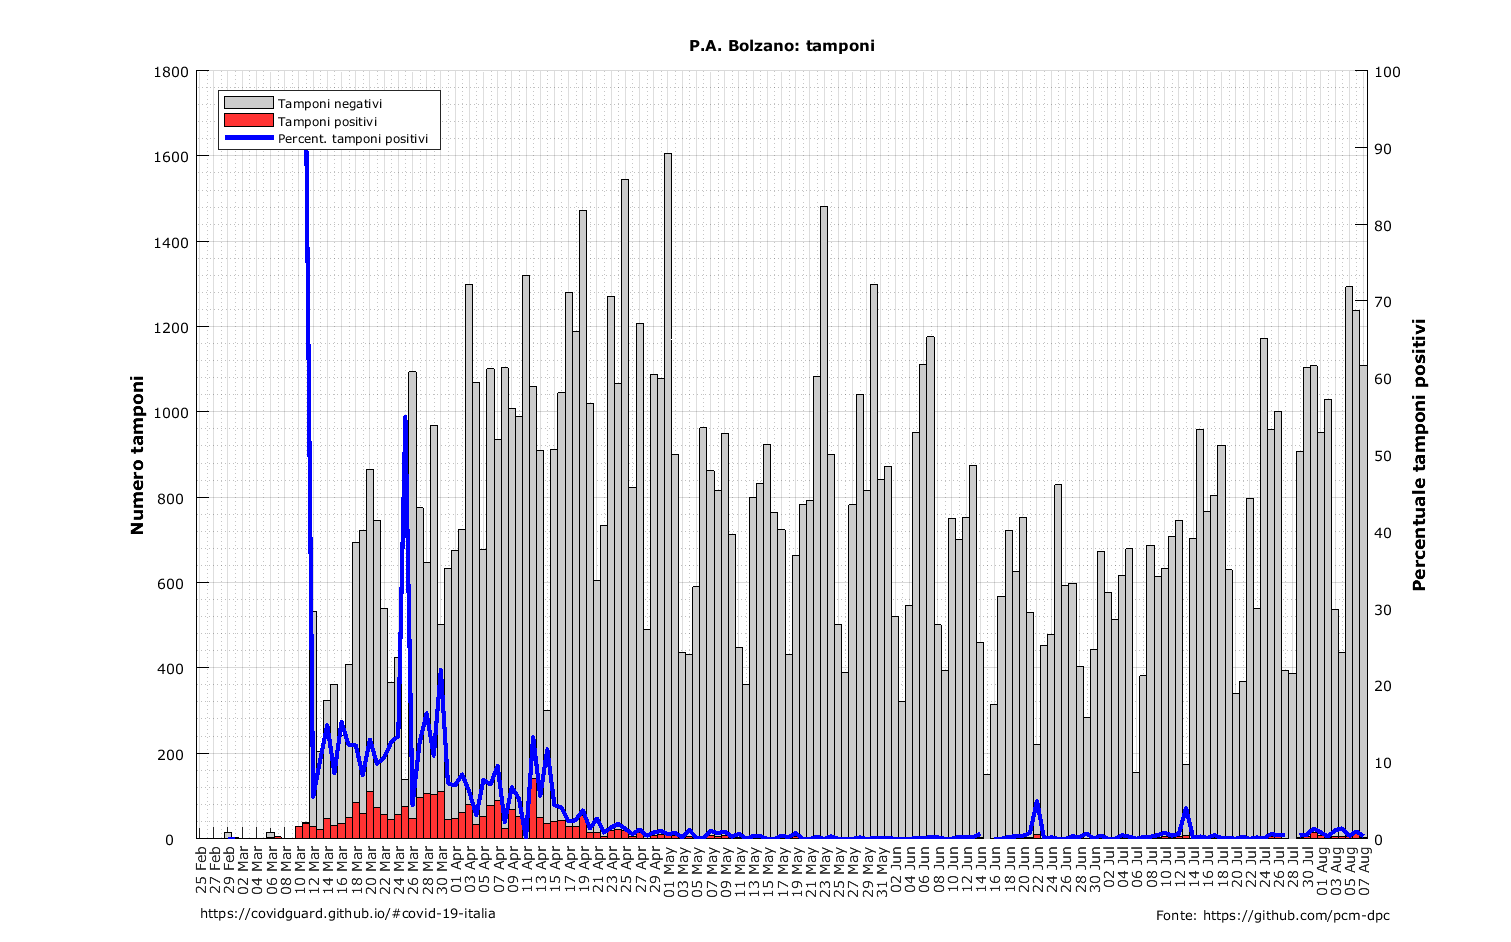 P.A. Bolzano: tamponi
1800
1600
1400
1200
1000
800
600
400
200
0
100
90
80
70
60
50
40
30
20
10
0
Numero tamponi
Percentuale tamponi positivi
Tamponi negativi
Tamponi positivi
Percent. tamponi positivi
25 Feb
27 Feb
29 Feb
02 Mar
04 Mar
06 Mar
08 Mar
10 Mar
12 Mar
14 Mar
16 Mar
18 Mar
20 Mar
22 Mar
24 Mar
26 Mar
28 Mar
30 Mar
01 Apr
03 Apr
05 Apr
07 Apr
09 Apr
11 Apr
13 Apr
15 Apr
17 Apr
19 Apr
21 Apr
23 Apr
25 Apr
27 Apr
29 Apr
01 May
03 May
05 May
07 May
09 May
11 May
13 May
15 May
17 May
19 May
21 May
23 May
25 May
27 May
29 May
31 May
02 Jun
04 Jun
06 Jun
08 Jun
10 Jun
12 Jun
14 Jun
16 Jun
18 Jun
20 Jun
22 Jun
24 Jun
26 Jun
28 Jun
30 Jun
02 Jul
04 Jul
06 Jul
08 Jul
10 Jul
12 Jul
14 Jul
16 Jul
18 Jul
20 Jul
22 Jul
24 Jul
26 Jul
28 Jul
30 Jul
01 Aug
03 Aug
05 Aug
07 Aug
https://covidguard.github.io/#covid-19-italia
Fonte: https://github.com/pcm-dpc